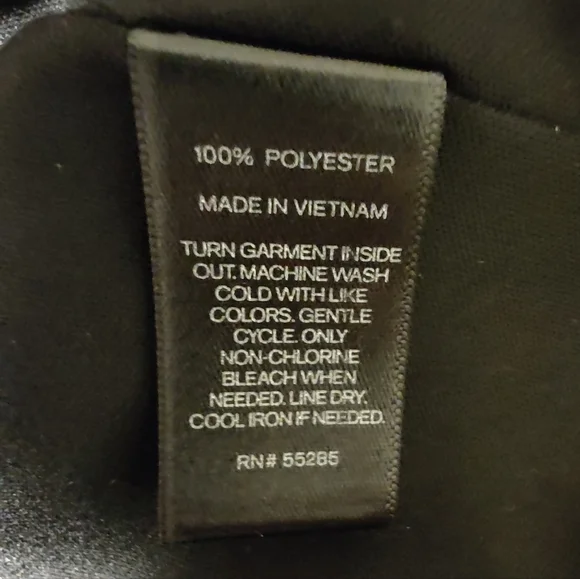 100% POLYESTER
MADE IN VIETNAM
TURN GARMENT INSIDE
OUT. MACHINE WASH
COLD WITH LIKE
COLORS. GENTLE
CYCLE. ONLY
NON-CHLORINE
BLEACH WHEN
NEEDED. LINE DRY.
COOL IRON IF NEEDED.
RN# 55285